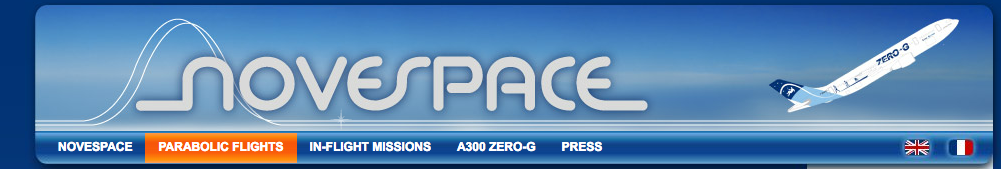 NOVESPACE
ZERO-G
NOVESPACE PARABOLIC FLIGHTS IN-FLIGHT MISSIONS A300 ZERO-G PRESS